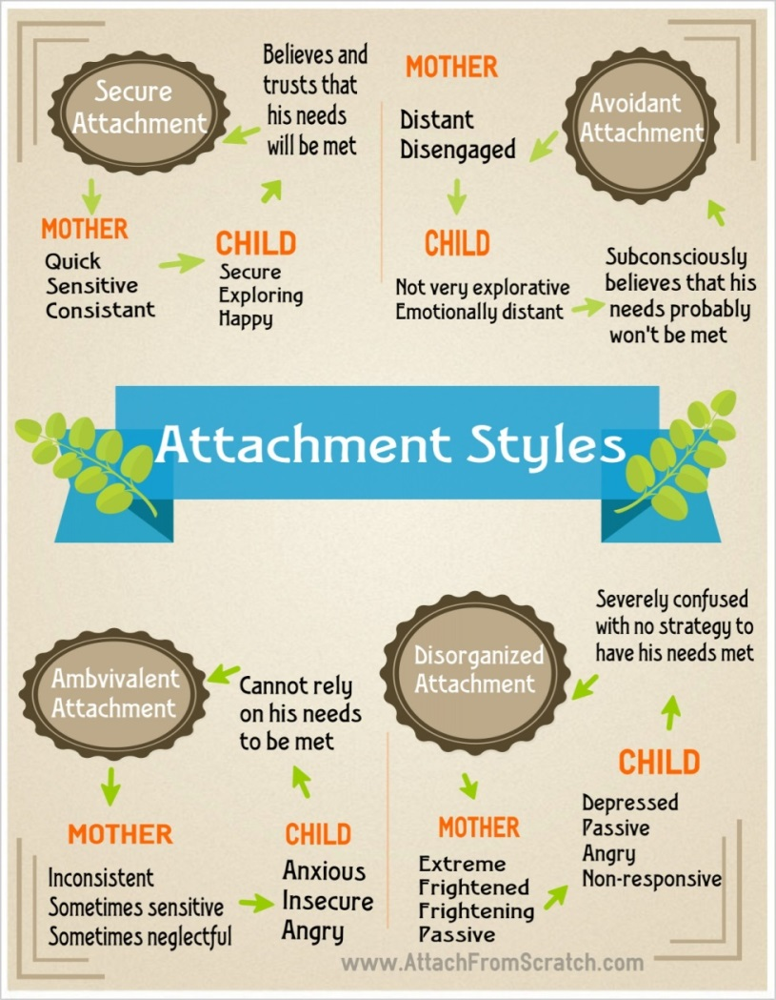 Secure
Attachment
MOTHER
Quick
Sensitive
Consistant
CHILD
Secure
Exploring
Happy
Believes and
trusts that
his needs
will be met
Avoidant
Attachment
MOTHER
Distant
Disengaged
CHILD
Not very explorative
Emotionally distant
Subconsciously
believes that his
needs probably
won't be met
Attachment Styles
Ambvivalent
Attachment
MOTHER
Inconsistent
Sometimes sensitive
Sometimes neglectful
CHILD
Anxious
Insecure
Angry
Cannot rely
on his needs
to be met
Disorganized
Attachment
MOTHER
Extreme
Frightened
Frightening
Passive
CHILD
Depressed
Passive
Angry
Non-responsive
Severely confused
with no strategy to
have his needs met
www.AttachFromScratch.com